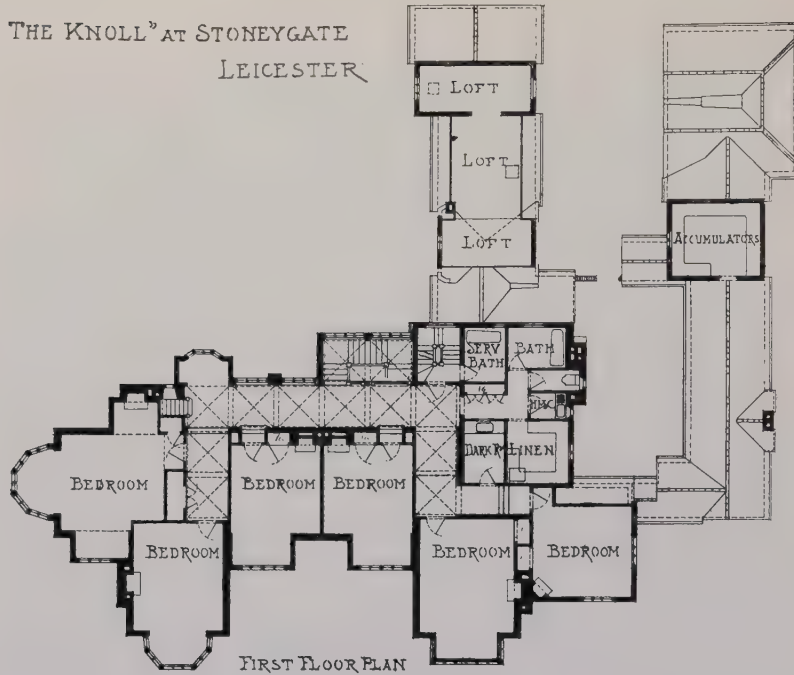 THE KNOLL" AT STONEYGATE
LEICESTER
LOFT
LOFT
LOFT
ACCUMULATORS
SERV BATH
BATH
HMC
DARK RM
LINEN
BEDROOM
BEDROOM
BEDROOM
BEDROOM
BEDROOM
BEDROOM
FIRST FLOOR PLAN